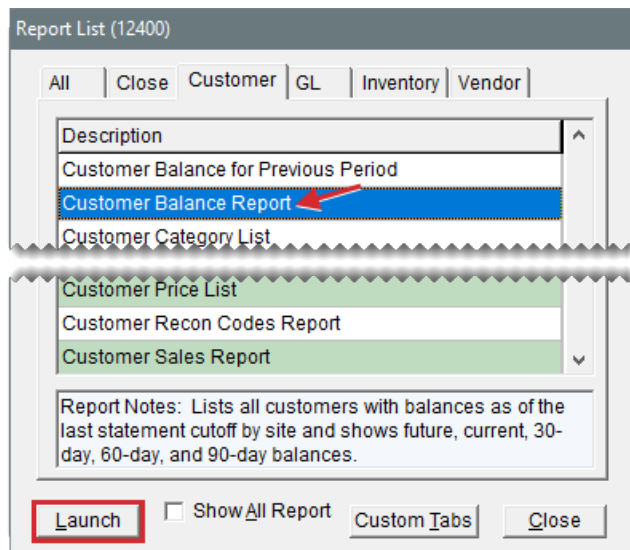 Report List (12400)
All Close Customer GL Inventory Vendor
Description
Customer Balance for Previous Period
Customer Balance Report
Customer Category List
Customer Price List
Customer Recon Codes Report
Customer Sales Report
Report Notes: Lists all customers with balances as of the
last statement cutoff by site and shows future, current, 30-
day, 60-day, and 90-day balances.
Launch Show All Report Custom Tabs Close